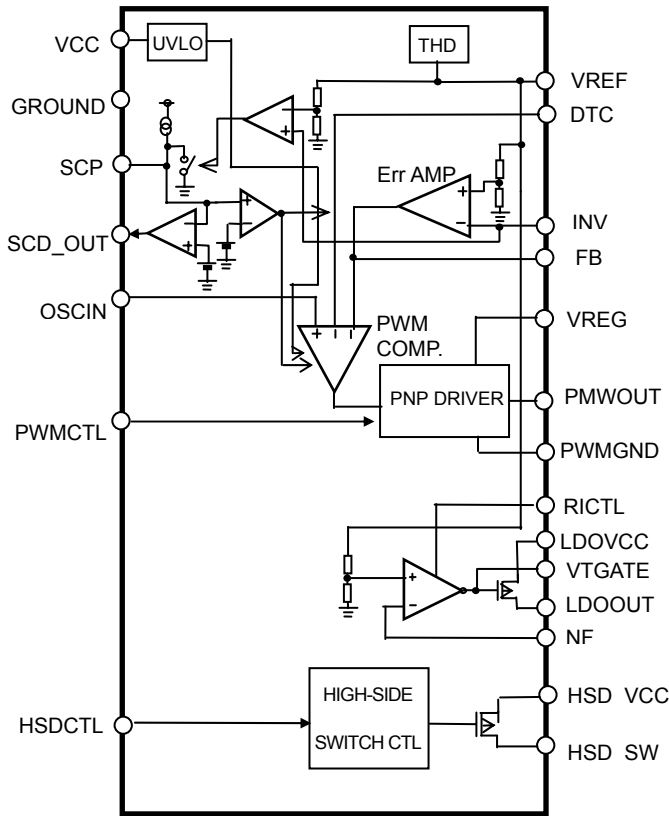 VCC
UVLO
THD
VREF
GROUND
DTC
SCP
Err AMP
INV
SCD_OUT
FB
OSCIN
PWM
COMP.
VREG
PNP DRIVER
PMWOUT
PWMCTL
PWMGND
RICTL
LDOVCC
VTGATE
LDOOUT
NF
HIGH-SIDE
SWITCH CTL
HSD VCC
HSDCTL
HSD SW